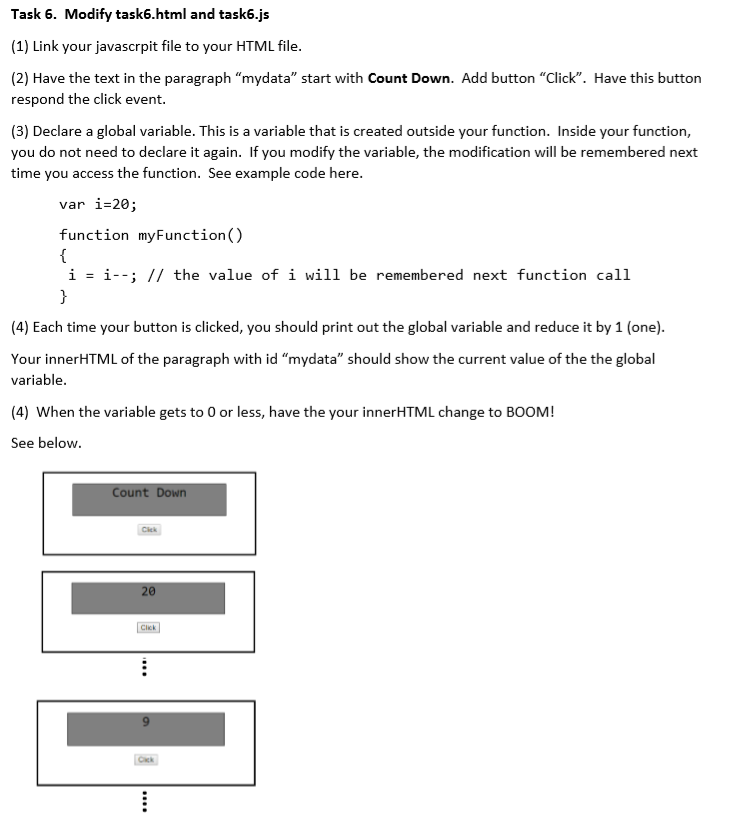 Task 6.  Modify task6.html and task6.js
(1) Link your javascrpit file to your HTML file.
(2) Have the text in the paragraph “mydata” start with Count Down.  Add button “Click”.  Have this button
respond the click event.
(3) Declare a global variable. This is a variable that is created outside your function.  Inside your function,
you do not need to declare it again.  If you modify the variable, the modification will be remembered next
time you access the function.  See example code here.
var i=20;
function myFunction()
{
i = i--; // the value of i will be remembered next function call
}
(4) Each time your button is clicked, you should print out the global variable and reduce it by 1 (one).
Your innerHTML of the paragraph with id “mydata” should show the current value of the the global
variable.
(4)  When the variable gets to 0 or less, have the your innerHTML change to BOOM!
See below.
Count Down
Click
20
Click
9
Click